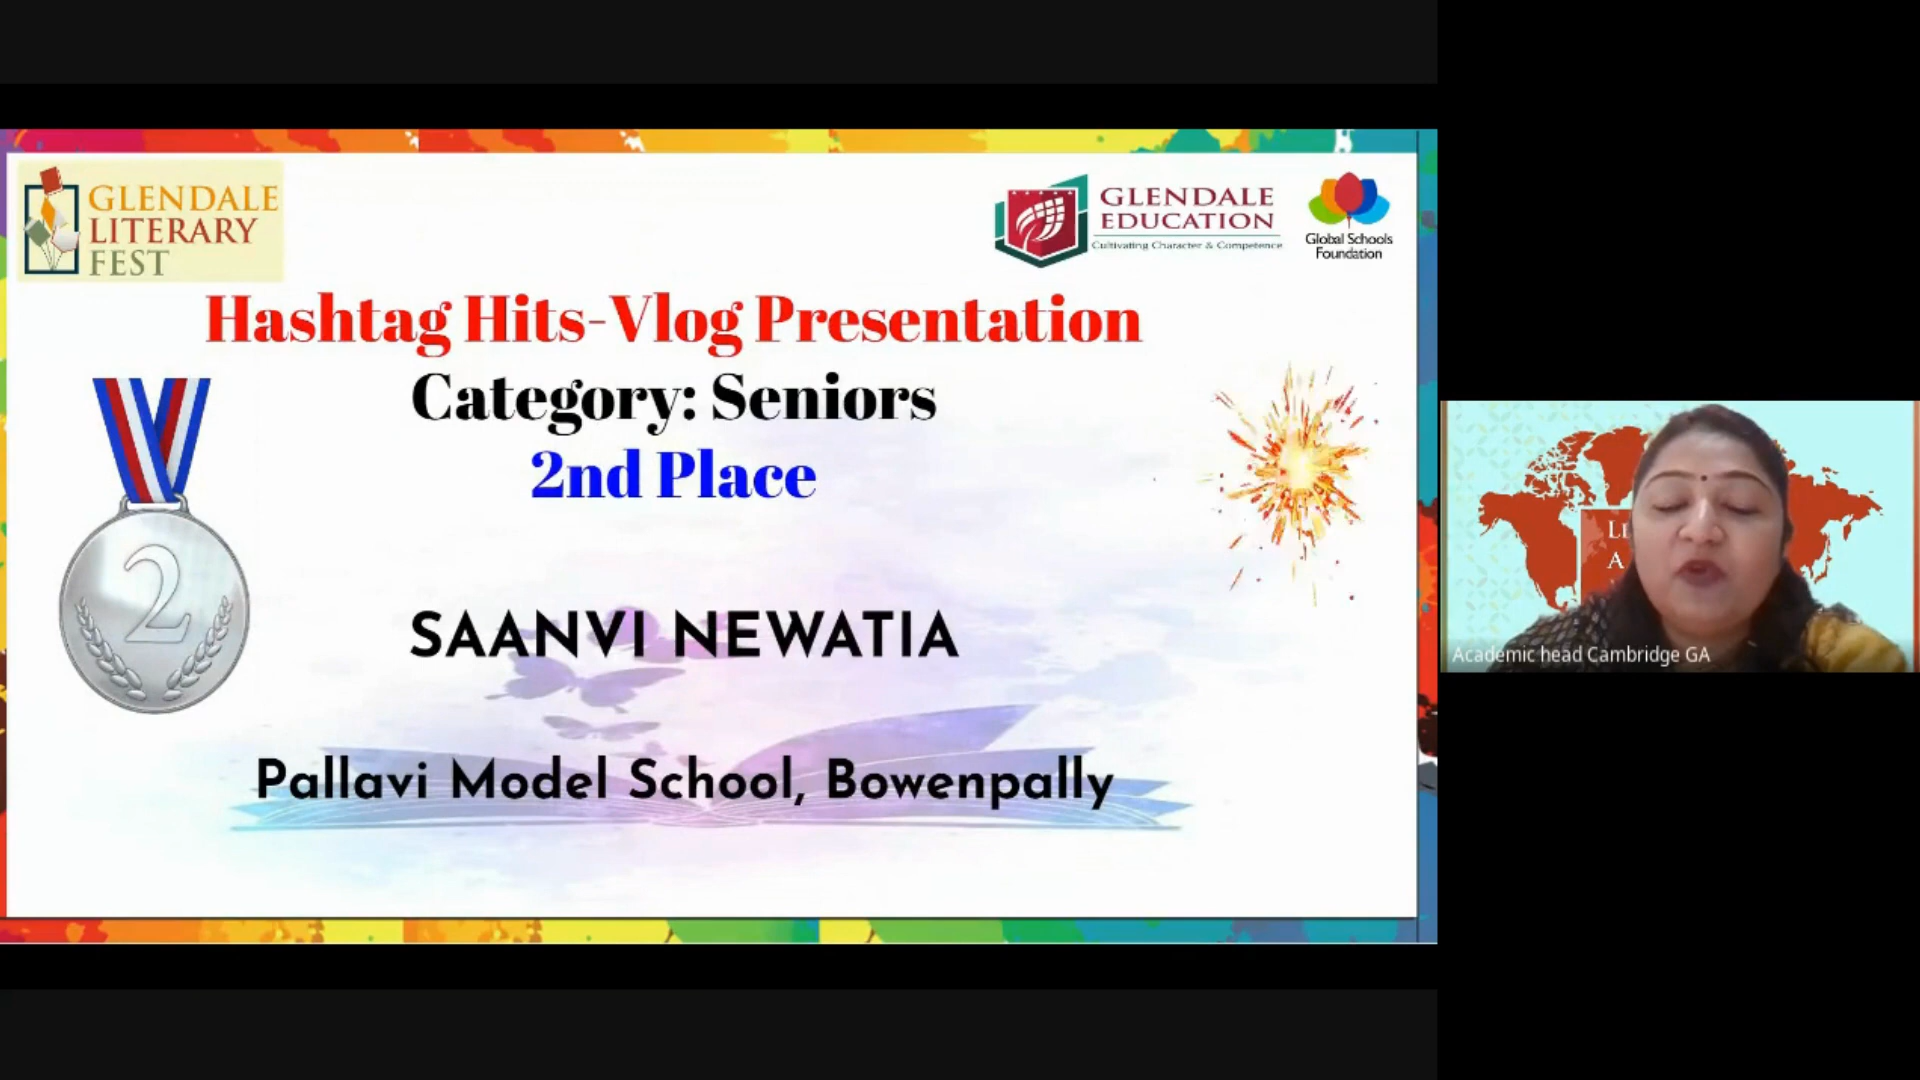 GLENDALE
LITERARY
FEST
GLENDALE
EDUCATION
Cultivating Character & Competence
Global Schools
Foundation
Hashtag Hits-Vlog Presentation
Category: Seniors
2nd Place
2
SAANVI NEWATIA
Pallavi Model School, Bowenpally
A
Academic head Cambridge GA